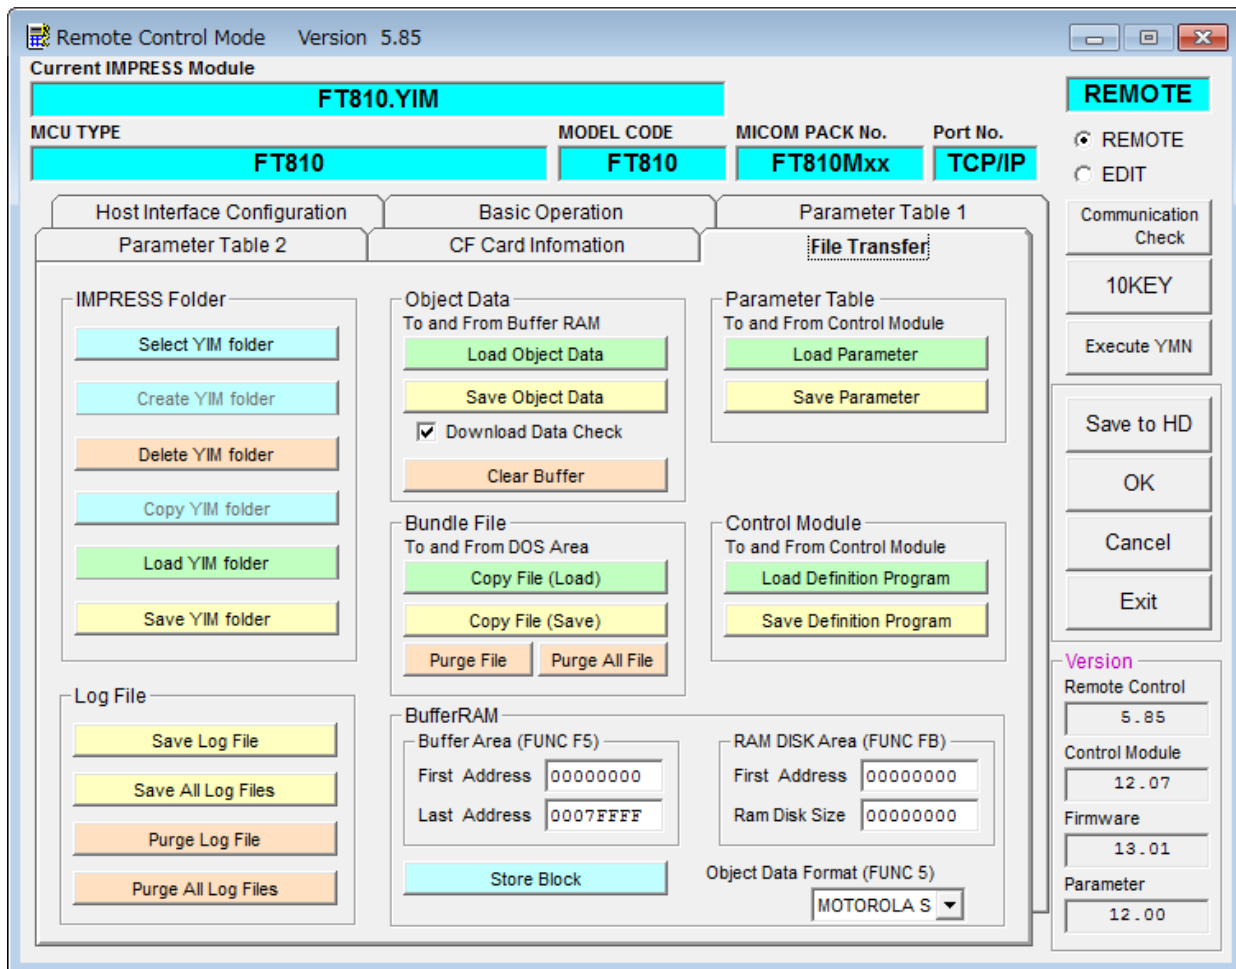 Remote Control Mode Version 5.85
Current IMPRESS Module
FT810.YIM
MCU TYPE
MODEL CODE
MICOM PACK No.
Port No.
FT810
FT810
FT810Mxx
TCP/IP
REMOTE
REMOTE
EDIT
Host Interface Configuration
Basic Operation
Parameter Table 1
Parameter Table 2
CF Card Infomation
File Transfer
IMPRESS Folder
Select YIM folder
Create YIM folder
Delete YIM folder
Copy YIM folder
Load YIM folder
Save YIM folder
Log File
Save Log File
Save All Log Files
Purge Log File
Purge All Log Files
Object Data
To and From Buffer RAM
Load Object Data
Save Object Data
Download Data Check
Clear Buffer
Bundle File
To and From DOS Area
Copy File (Load)
Copy File (Save)
Purge File
Purge All File
Parameter Table
To and From Control Module
Load Parameter
Save Parameter
Control Module
To and From Control Module
Load Definition Program
Save Definition Program
BufferRAM
Buffer Area (FUNC F5)
First Address 00000000
Last Address 0007FFFF
RAM DISK Area (FUNC FB)
First Address 00000000
Ram Disk Size 00000000
Store Block
Object Data Format (FUNC 5)
MOTOROLA S
Communication
Check
10KEY
Execute YMN
Save to HD
OK
Cancel
Exit
Version
Remote Control
5.85
Control Module
12.07
Firmware
13.01
Parameter
12.00